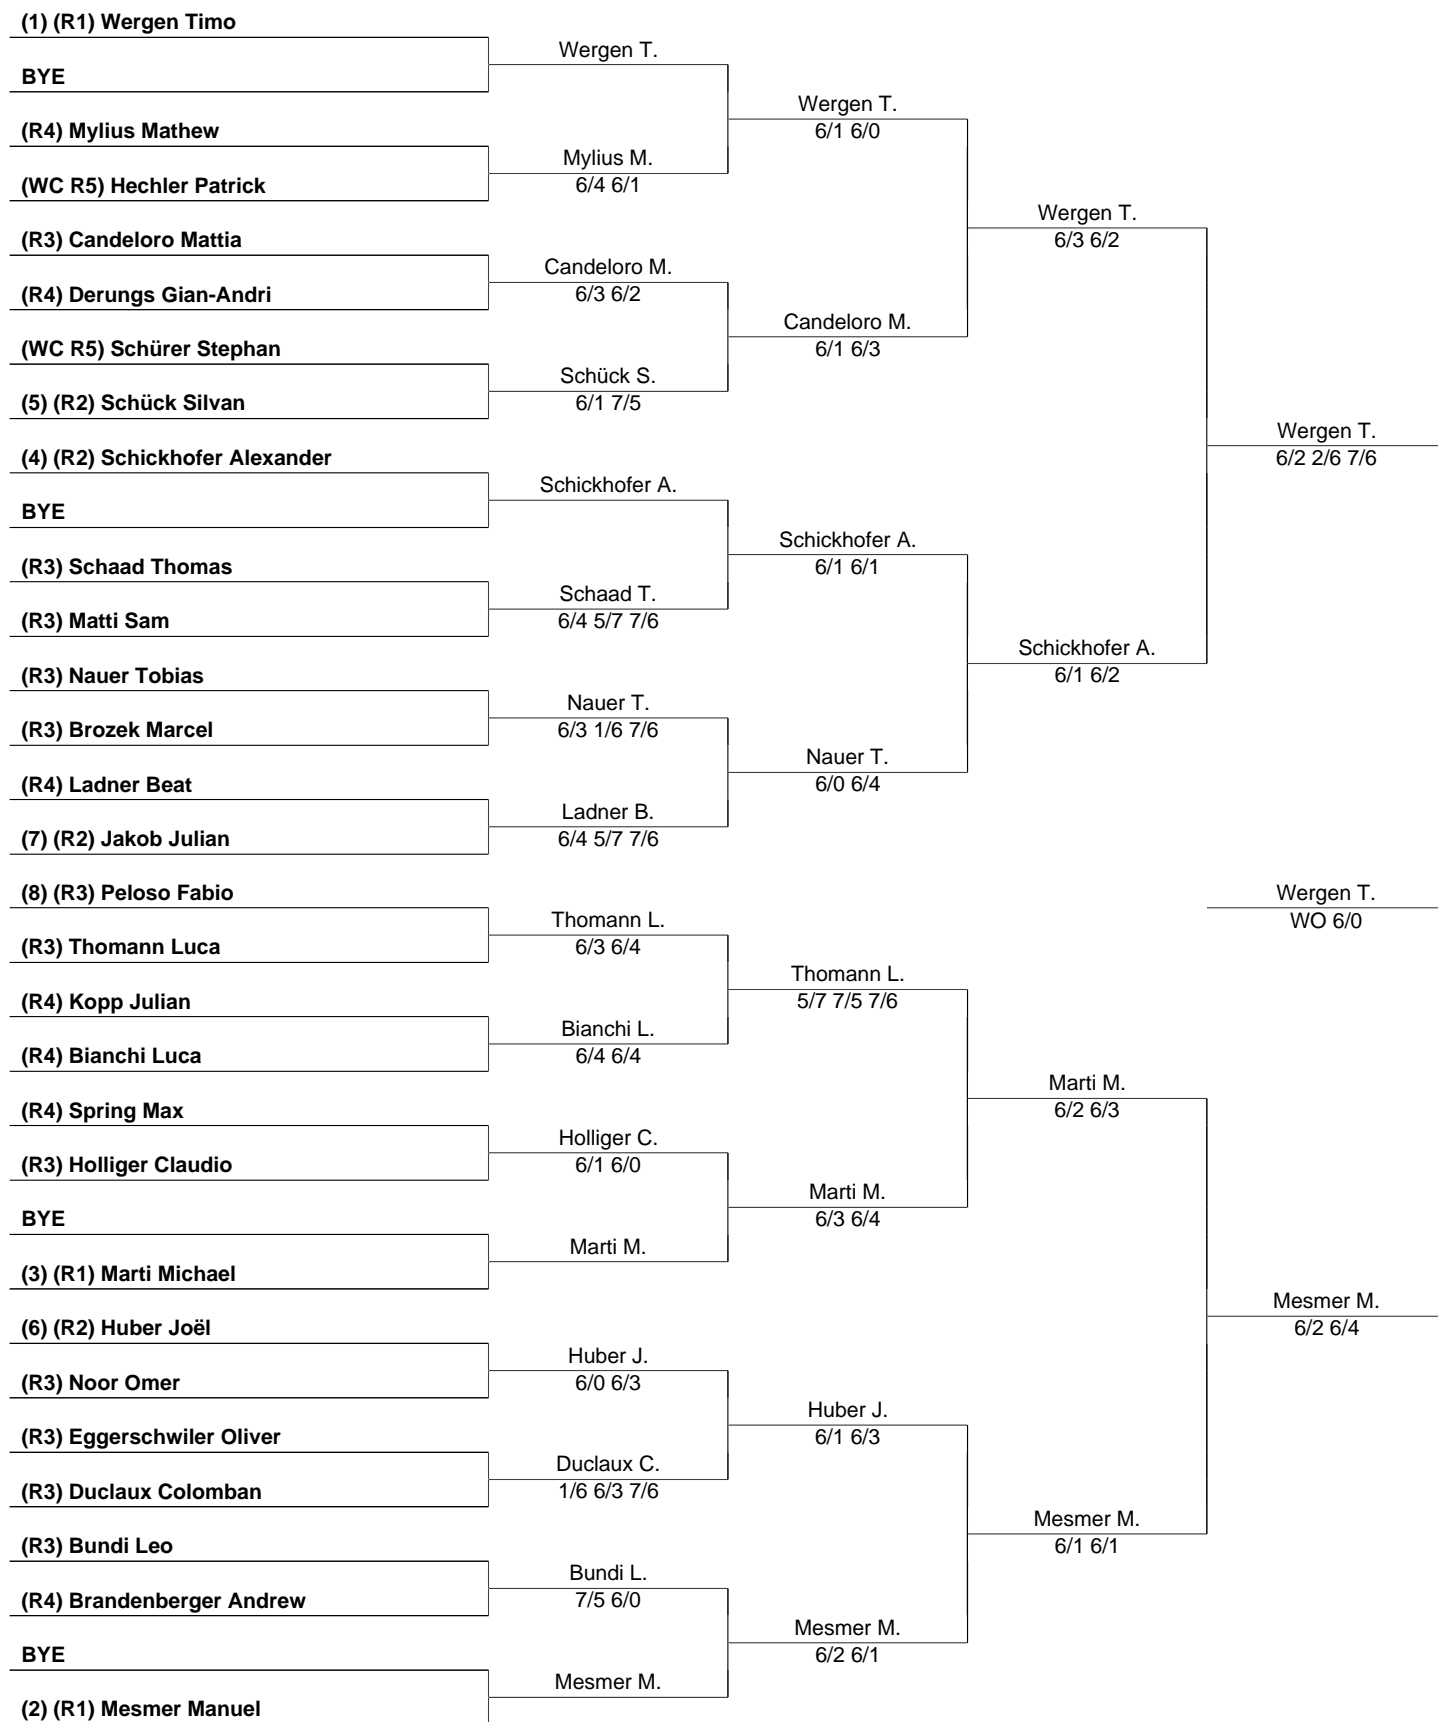 (1) (R1) Wergen Timo
Wergen T.
BYE
Wergen T.
(R4) Mylius Mathew
6/1 6/0
Mylius M.
(WC R5) Hechler Patrick
6/4 6/1
Wergen T.
(R3) Candeloro Mattia
6/3 6/2
Candeloro M.
(R4) Derungs Gian-Andri
6/3 6/2
Candeloro M.
(WC R5) Schürer Stephan
6/1 6/3
Schück S.
(5) (R2) Schück Silvan
6/1 7/5
Wergen T.
(4) (R2) Schickhofer Alexander
6/2 2/6 7/6
Schickhofer A.
BYE
Schickhofer A.
(R3) Schaad Thomas
6/1 6/1
Schaad T.
(R3) Matti Sam
6/4 5/7 7/6
Schickhofer A.
(R3) Nauer Tobias
6/1 6/2
Nauer T.
(R3) Brozek Marcel
6/3 1/6 7/6
Nauer T.
(R4) Ladner Beat
6/0 6/4
Ladner B.
(7) (R2) Jakob Julian
6/4 5/7 7/6
(8) (R3) Peloso Fabio
Wergen T.
WO 6/0
Thomann L.
(R3) Thomann Luca
6/3 6/4
Thomann L.
(R4) Kopp Julian
5/7 7/5 7/6
Bianchi L.
(R4) Bianchi Luca
6/4 6/4
Marti M.
(R4) Spring Max
6/2 6/3
Holliger C.
(R3) Holliger Claudio
6/1 6/0
Marti M.
BYE
6/3 6/4
Marti M.
(3) (R1) Marti Michael
Mesmer M.
(6) (R2) Huber Joël
6/2 6/4
Huber J.
(R3) Noor Omer
6/0 6/3
Huber J.
(R3) Eggerschwiler Oliver
6/1 6/3
Duclaux C.
(R3) Duclaux Colomban
1/6 6/3 7/6
Mesmer M.
(R3) Bundi Leo
6/1 6/1
Bundi L.
(R4) Brandenberger Andrew
7/5 6/0
Mesmer M.
BYE
6/2 6/1
Mesmer M.
(2) (R1) Mesmer Manuel